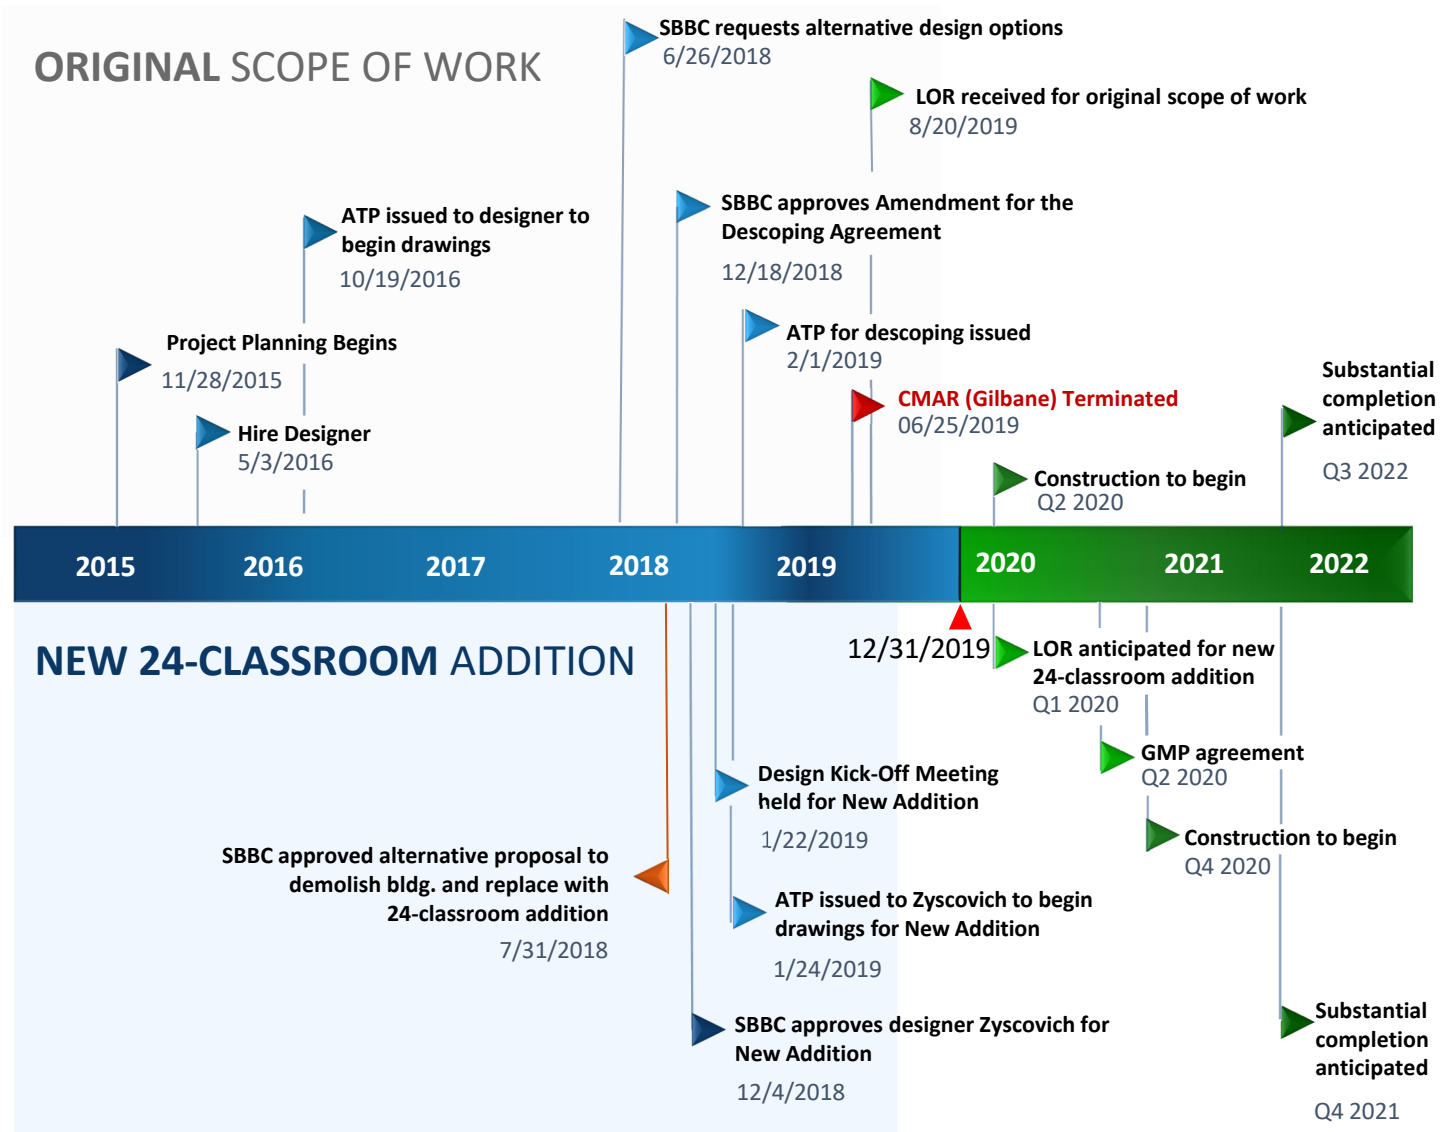 ORIGINAL SCOPE OF WORK
SBBC requests alternative design options
6/26/2018
LOR received for original scope of work
8/20/2019
ATP issued to designer to
begin drawings
10/19/2016
SBBC approves Amendment for the
Descoping Agreement
12/18/2018
Project Planning Begins
11/28/2015
ATP for descoping issued
2/1/2019
Hire Designer
5/3/2016
CMAR (Gilbane) Terminated
06/25/2019
Substantial
completion
anticipated
Q3 2022
Construction to begin
Q2 2020
2015
2016
2017
2018
2019
2020
2021
2022
12/31/2019
NEW 24-CLASSROOM ADDITION
LOR anticipated for new
24-classroom addition
Q1 2020
GMP agreement
Q2 2020
Design Kick-Off Meeting
held for New Addition
1/22/2019
Construction to begin
Q4 2020
SBBC approved alternative proposal to
demolish bldg. and replace with
24-classroom addition
7/31/2018
ATP issued to Zyscovich to begin
drawings for New Addition
1/24/2019
SBBC approves designer Zyscovich for
New Addition
12/4/2018
Substantial
completion
anticipated
Q4 2021